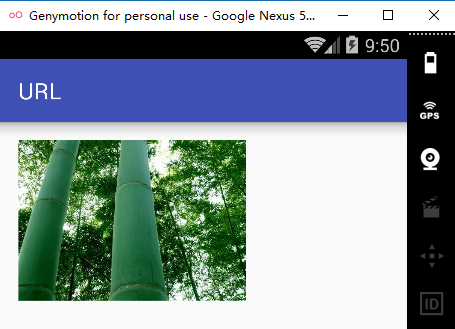 Genymotion for personal use - Google Nexus 5...
9:50
URL
GPS
ID